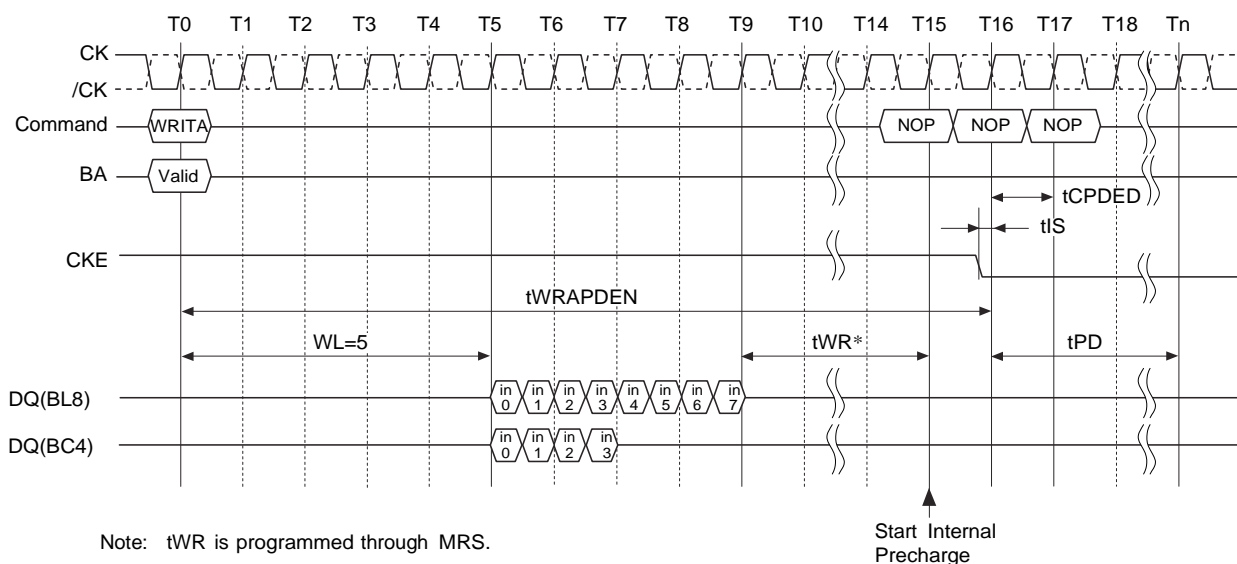 T0 T1 T2 T3 T4 T5 T6 T7 T8 T9 T10 T14 T15 T16 T17 T18 Tn
CK
/CK
Command WRITA NOP NOP NOP
BA Valid
tCPDED
tIS
CKE
tWRAPDEN
WL=5 tWR* tPD
DQ(BL8) in 0 in 1 in 2 in 3 in 4 in 5 in 6 in 7
DQ(BC4) in 0 in 1 in 2 in 3
Note: tWR is programmed through MRS.
Start Internal
Precharge